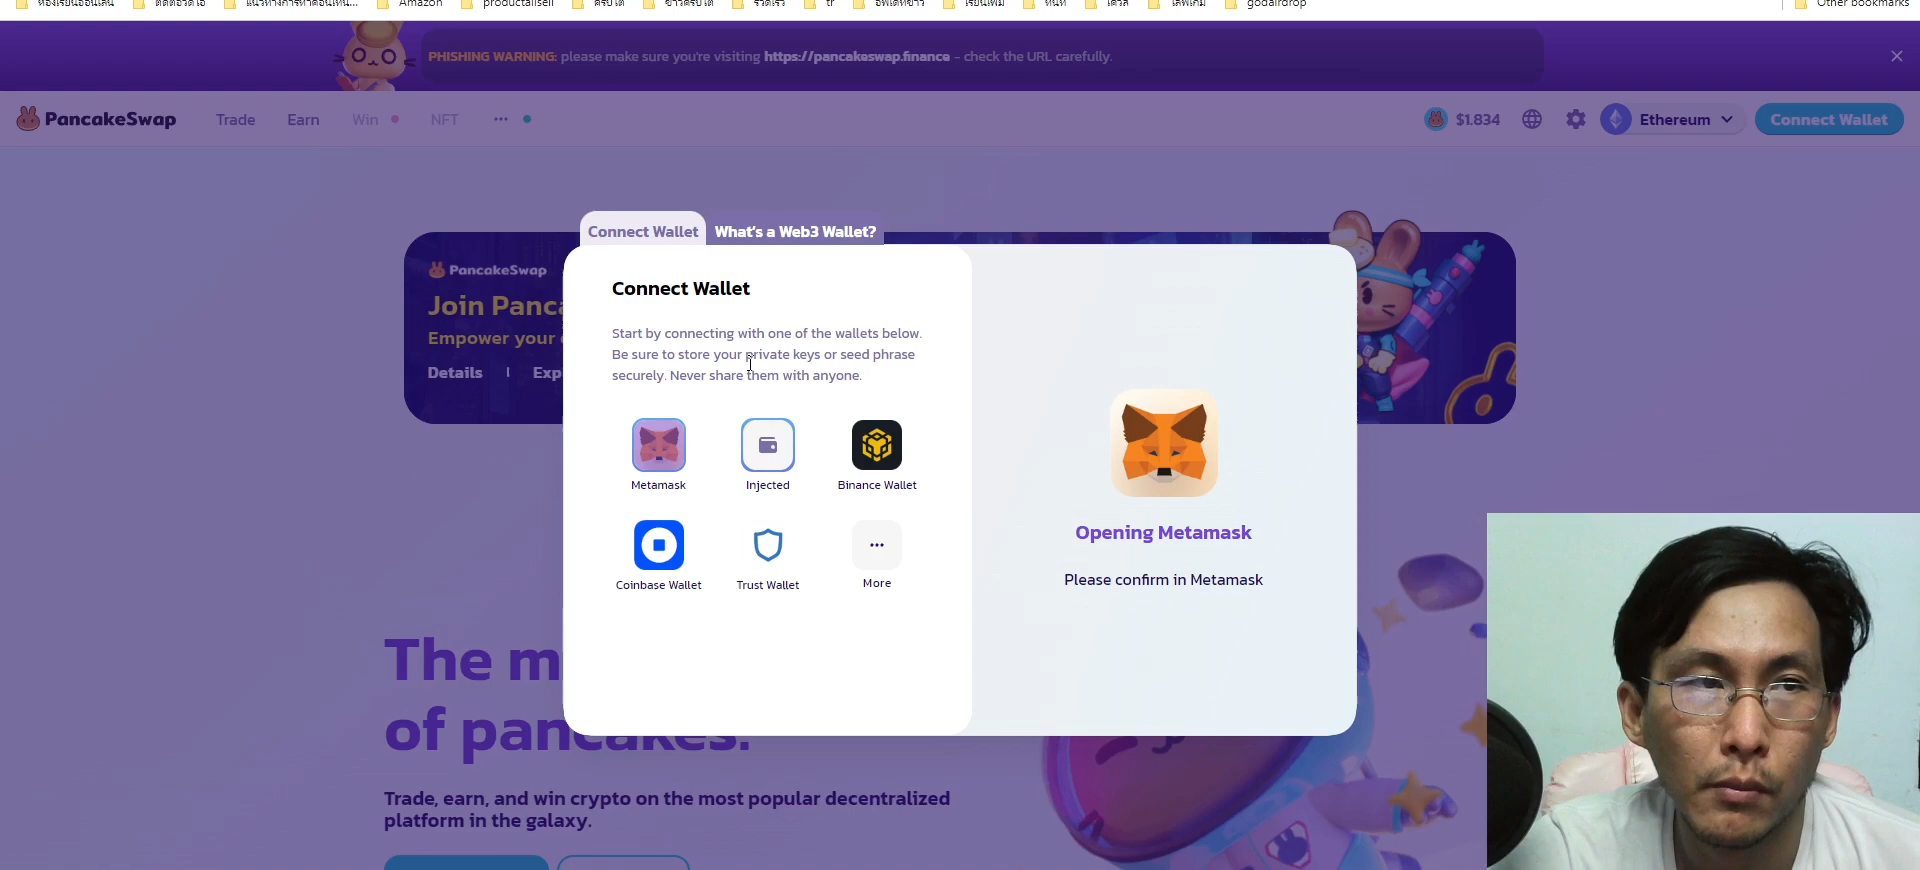 Amazon
productallsell
tr
godairdrop
Other bookmarks
PHISHING WARNING: please make sure you're visiting https://pancakeswap.finance - check the URL carefully.
PancakeSwap
Trade
Earn
Win
NFT
$1.834
Ethereum
Connect Wallet
Connect Wallet
What's a Web3 Wallet?
PancakeSwap
Join
Empower your
Details
Connect Wallet
Start by connecting with one of the wallets below.
Be sure to store your private keys or seed phrase
securely. Never share them with anyone.
Metamask
Injected
Binance Wallet
Coinbase Wallet
Trust Wallet
More
Opening Metamask
Please confirm in Metamask
The
of pancakes.
Trade, earn, and win crypto on the most popular decentralized
platform in the galaxy.